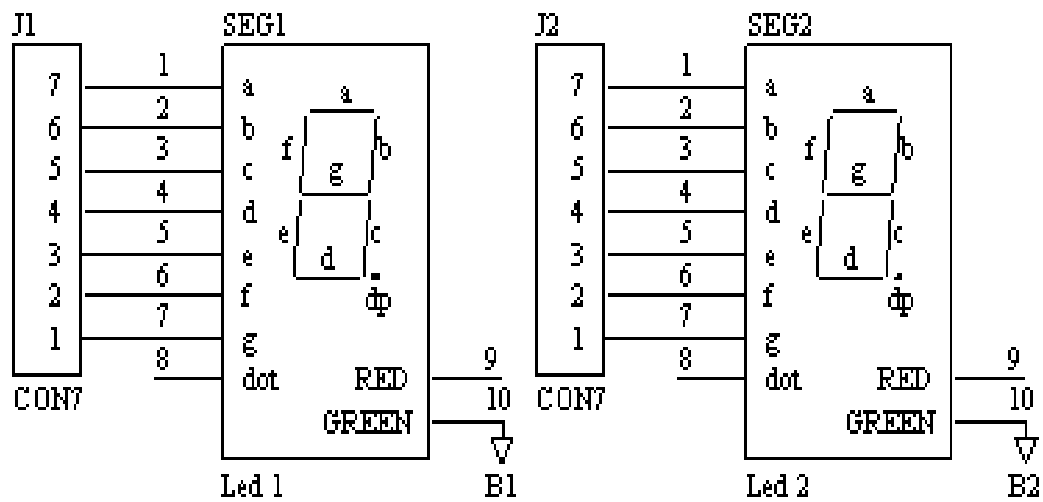 J1 SEG1 J2 SEG2
1 1
7 a a 7 a a
2 2
6 b f b 6 b f b
3 3
5 c g 5 c g
4 4
4 d 4 d
5 5
3 e e d c 3 e e d c
6 6
2 f dp 2 f dp
7 7
1 g 1 g
8 dot RED 9 8 dot RED 9
CON7 10 CON7 10
GREEN GREEN
Led 1 B1 Led 2 B2